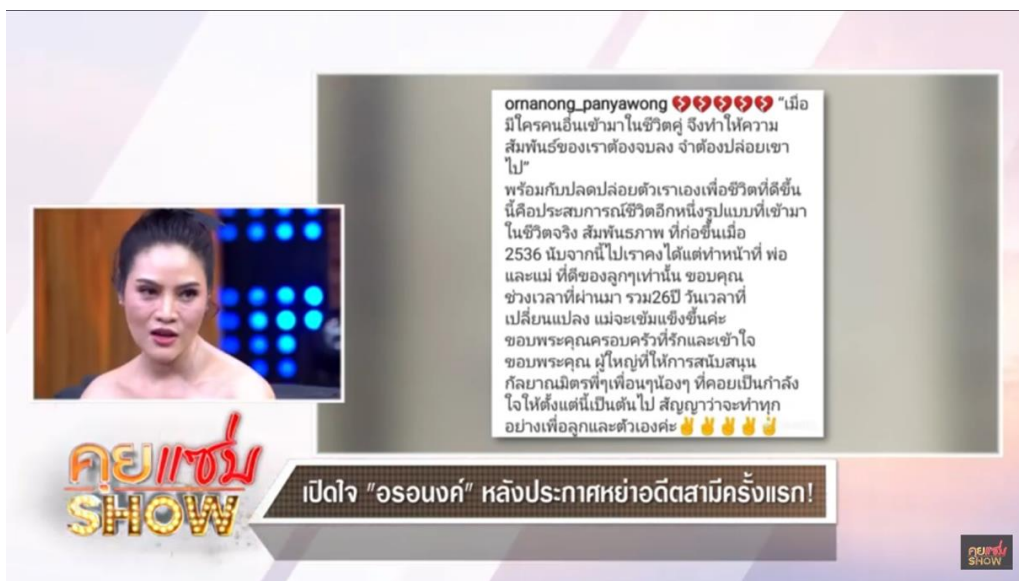 ornanong_panyawong 💔💔💔💔💔 "เมื่อ
มีใครคนอื่นเข้ามาในชีวิตคู่ จึงทำให้ความ
สัมพันธ์ของเราต้องจบลง จำต้องปล่อยเขา
ไป"
พร้อมกับปลดปล่อยตัวเราเองเพื่อชีวิตที่ดีขึ้น
นี้คือประสบการณ์ชีวิตอีกหนึ่งรูปแบบที่เข้ามา
ในชีวิตจริง สัมพันธภาพ ที่ก่อขึ้นเมื่อ
2536 นับจากนี้ไปเราคงได้แต่ทำหน้าที่ พ่อ
และแม่ ที่ดีของลูกๆเท่านั้น ขอบคุณ
ช่วงเวลาที่ผ่านมา รวม26ปี วันเวลาที่
เปลี่ยนแปลง แม่จะเข้มแข็งขึ้นค่ะ
ขอบพระคุณครอบครัวที่รักและเข้าใจ
ขอบพระคุณ ผู้ใหญ่ที่ให้การสนับสนุน
กัลยาณมิตรพี่ๆเพื่อนๆน้องๆ ที่คอยเป็นกำลัง
ใจให้ตั้งแต่นี้เป็นต้นไป สัญญาว่าจะทำทุก
อย่างเพื่อลูกและตัวเองค่ะ✌✌✌✌✌
คุยแซ่บ
SHOW
เปิดใจ "อรอนงค์" หลังประกาศหย่าอดีตสามีครั้งแรก!
คุยแซ่บ
SHOW